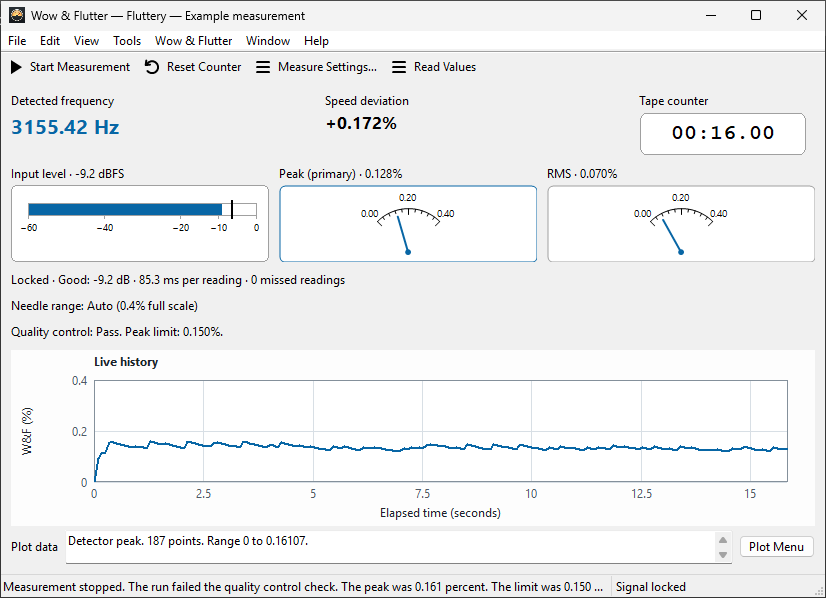 Wow & Flutter — Fluttery — Example measurement
File Edit View Tools Wow & Flutter Window Help
Start Measurement Reset Counter Measure Settings... Read Values
Detected frequency Speed deviation Tape counter
3155.42 Hz +0.172% 00:16.00
Input level · -9.2 dBFS Peak (primary) · 0.128% RMS · 0.070%
0.20 0.20
0.00 0.40 0.00 0.40
−60 −40 −20 −10 0
Locked · Good: -9.2 dB · 85.3 ms per reading · 0 missed readings
Needle range: Auto (0.4% full scale)
Quality control: Pass. Peak limit: 0.150%.
Live history
0.4
W&F (%)
0.2
0
0 2.5 5 7.5 10 12.5 15
Elapsed time (seconds)
Plot data Detector peak. 187 points. Range 0 to 0.16107. Plot Menu
Measurement stopped. The run failed the quality control check. The peak was 0.161 percent. The limit was 0.150 ... Signal locked